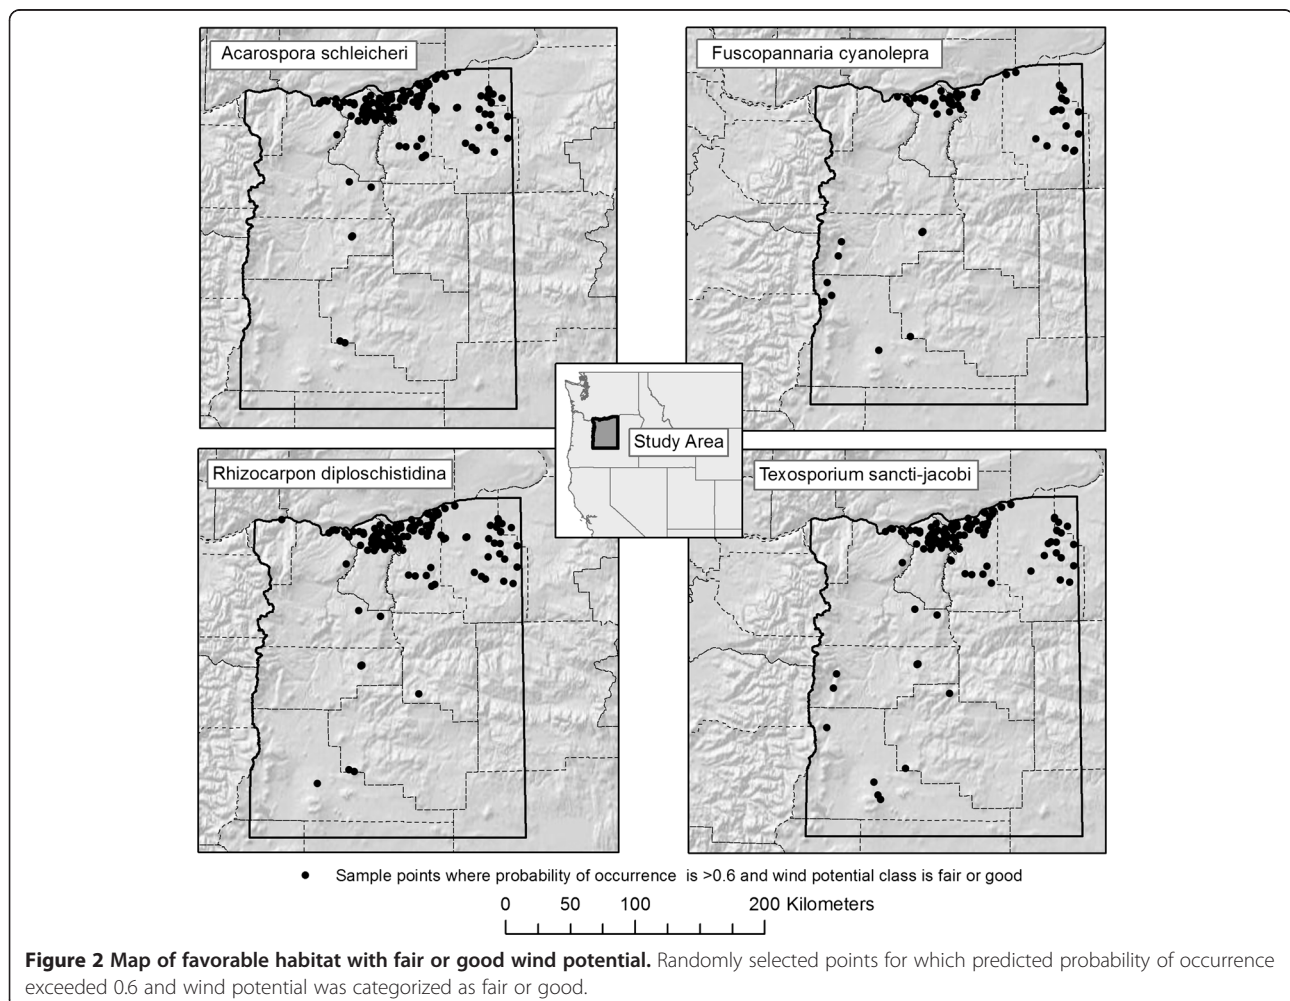 Acarospora schleicheri
Fuscopannaria cyanolepra
Study Area
Rhizocarpon diploschistidina
Texosporium sancti-jacobi
Sample points where probability of occurrence is >0.6 and wind potential class is fair or good
0 50 100 200 Kilometers
Figure 2 Map of favorable habitat with fair or good wind potential. Randomly selected points for which predicted probability of occurrence
exceeded 0.6 and wind potential was categorized as fair or good.